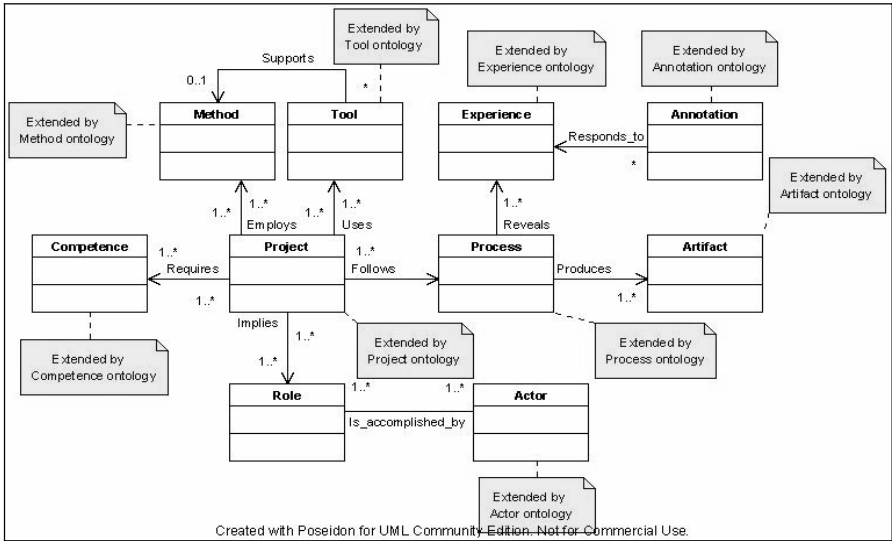 Extended by
Tool ontology
Extended by
Experience ontology
Extended by
Annotation ontology
Supports
0..1
*
Extended by
Method ontology
Method
Tool
Experience
Annotation
Responds_to
*
Extended by
Artifact ontology
1..*
1..*
1..*
1..*
1..*
Employs
Uses
Reveals
Competence
Project
Process
Artifact
1..*
Requires
1..*
1..*
Follows
Produces
1..*
Implies
1..*
1..*
Extended by
Competence ontology
Extended by
Project ontology
Extended by
Process ontology
Role
1..*
1..*
Actor
Is_accomplished_by
Extended by
Actor ontology
Created with Poseidon for UML Community Edition. Not for Commercial Use.